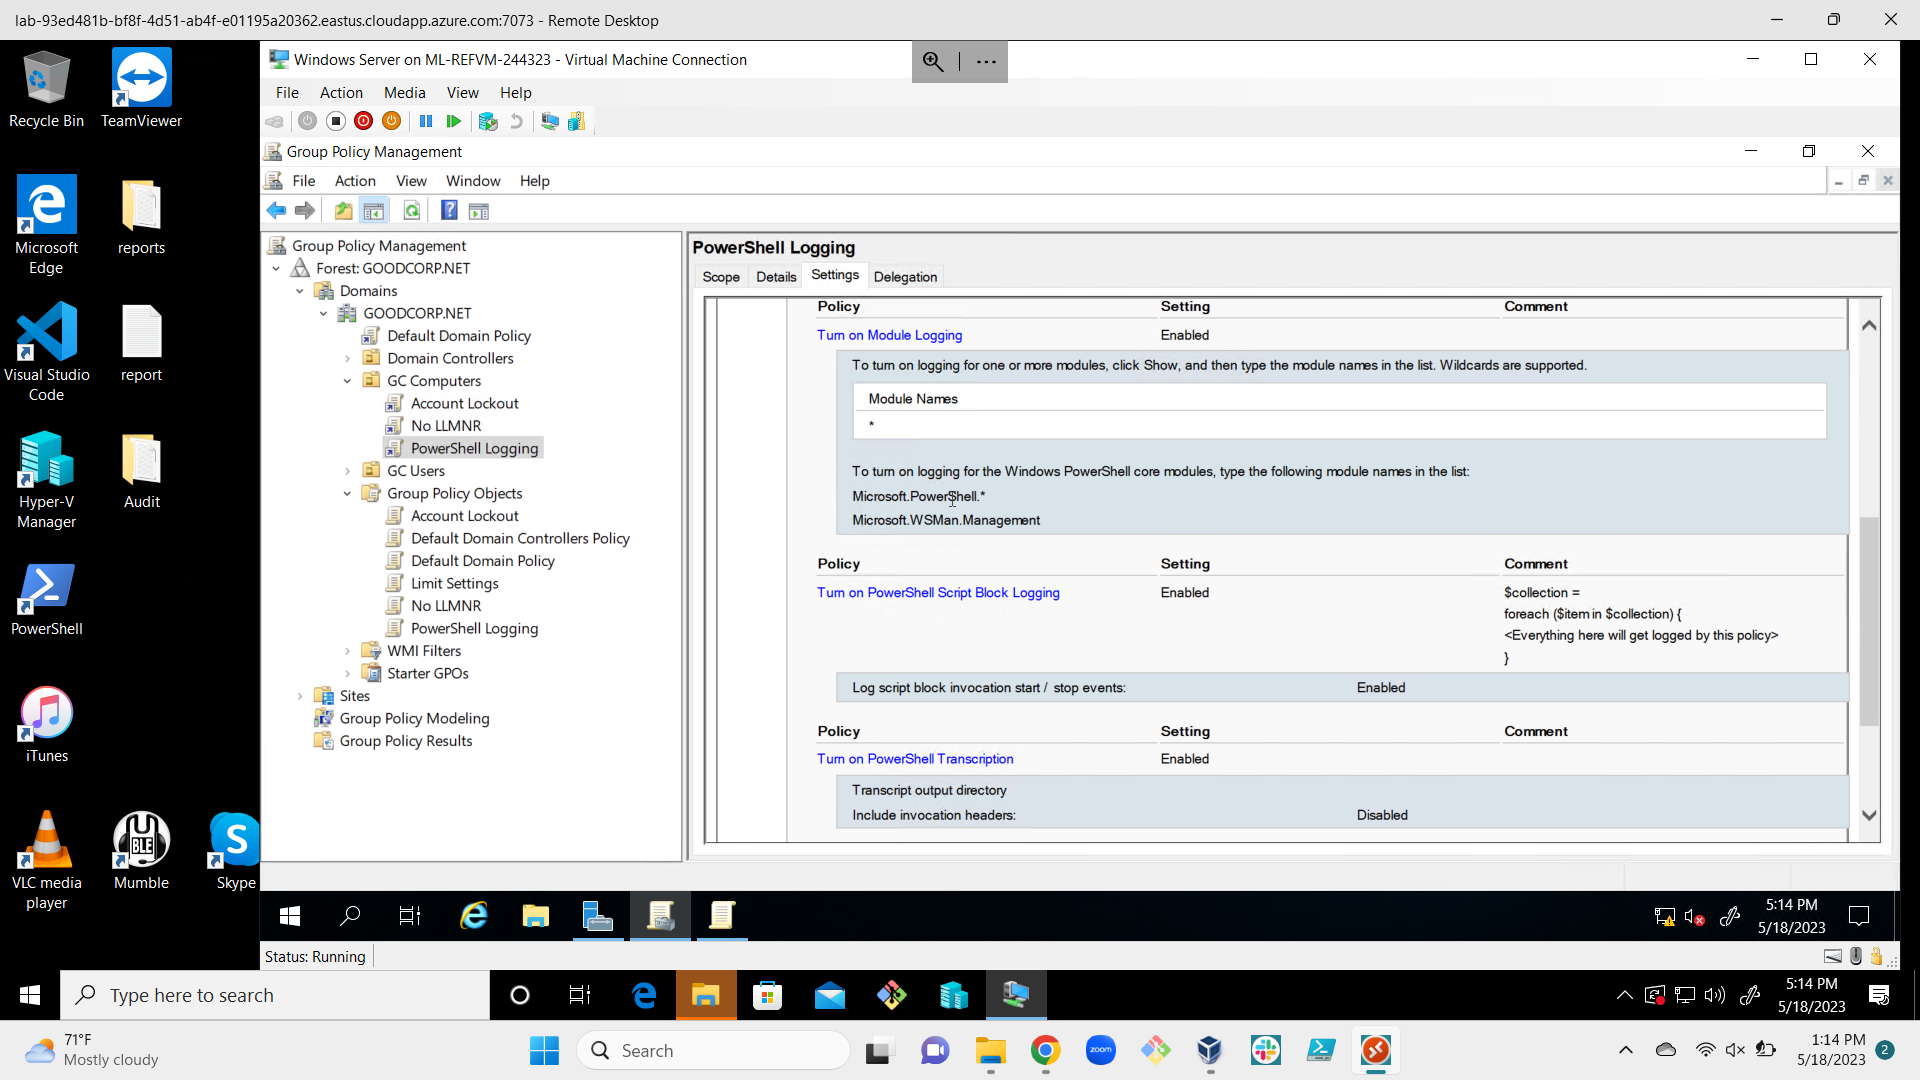 lab-93ed481b-bf8f-4d51-ab4f-e01195a20362.eastus.cloudapp.azure.com:7073 - Remote Desktop
Recycle Bin
TeamViewer
Microsoft Edge
reports
Visual Studio Code
report
Hyper-V Manager
Audit
PowerShell
iTunes
VLC media player
Mumble
Skype
Windows Server on ML-REFVM-244323 - Virtual Machine Connection
File Action Media View Help
Group Policy Management
File Action View Window Help
Group Policy Management
Forest: GOODCORP.NET
Domains
GOODCORP.NET
Default Domain Policy
Domain Controllers
GC Computers
Account Lockout
No LLMNR
PowerShell Logging
GC Users
Group Policy Objects
Account Lockout
Default Domain Controllers Policy
Default Domain Policy
Limit Settings
No LLMNR
PowerShell Logging
WMI Filters
Starter GPOs
Sites
Group Policy Modeling
Group Policy Results
PowerShell Logging
Scope Details Settings Delegation
Policy Setting Comment
Turn on Module Logging Enabled
To turn on logging for one or more modules, click Show, and then type the module names in the list. Wildcards are supported.
Module Names
*
To turn on logging for the Windows PowerShell core modules, type the following module names in the list:
Microsoft.PowerShell.*
Microsoft.WSMan.Management
Policy Setting Comment
Turn on PowerShell Script Block Logging Enabled $collection =
foreach ($item in $collection) {
<Everything here will get logged by this policy>
}
Log script block invocation start / stop events: Enabled
Policy Setting Comment
Turn on PowerShell Transcription Enabled
Transcript output directory
Include invocation headers: Disabled
5:14 PM
5/18/2023
Status: Running
Type here to search
5:14 PM
5/18/2023
71°F
Mostly cloudy
Search
zoom
1:14 PM
5/18/2023
2